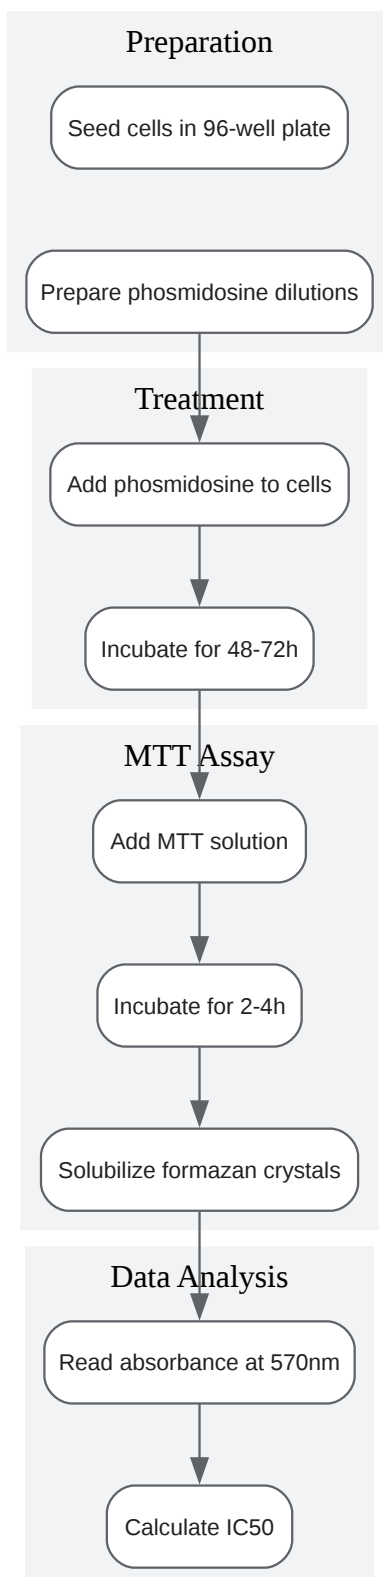 Preparation
Seed cells in 96-well plate
Prepare phosmidosine dilutions
Treatment
Add phosmidosine to cells
Incubate for 48-72h
MTT Assay
Add MTT solution
Incubate for 2-4h
Solubilize formazan crystals
Data Analysis
Read absorbance at 570nm
Calculate IC50